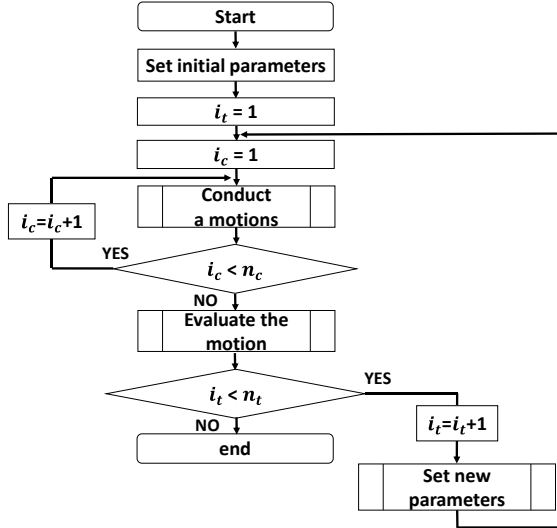 Start
Set initial parameters
i_t = 1
i_c = 1
Conduct
a motions
i_c=i_c+1
YES
i_c < n_c
NO
Evaluate the
motion
YES
i_t < n_t
i_t=i_t+1
NO
end
Set new
parameters